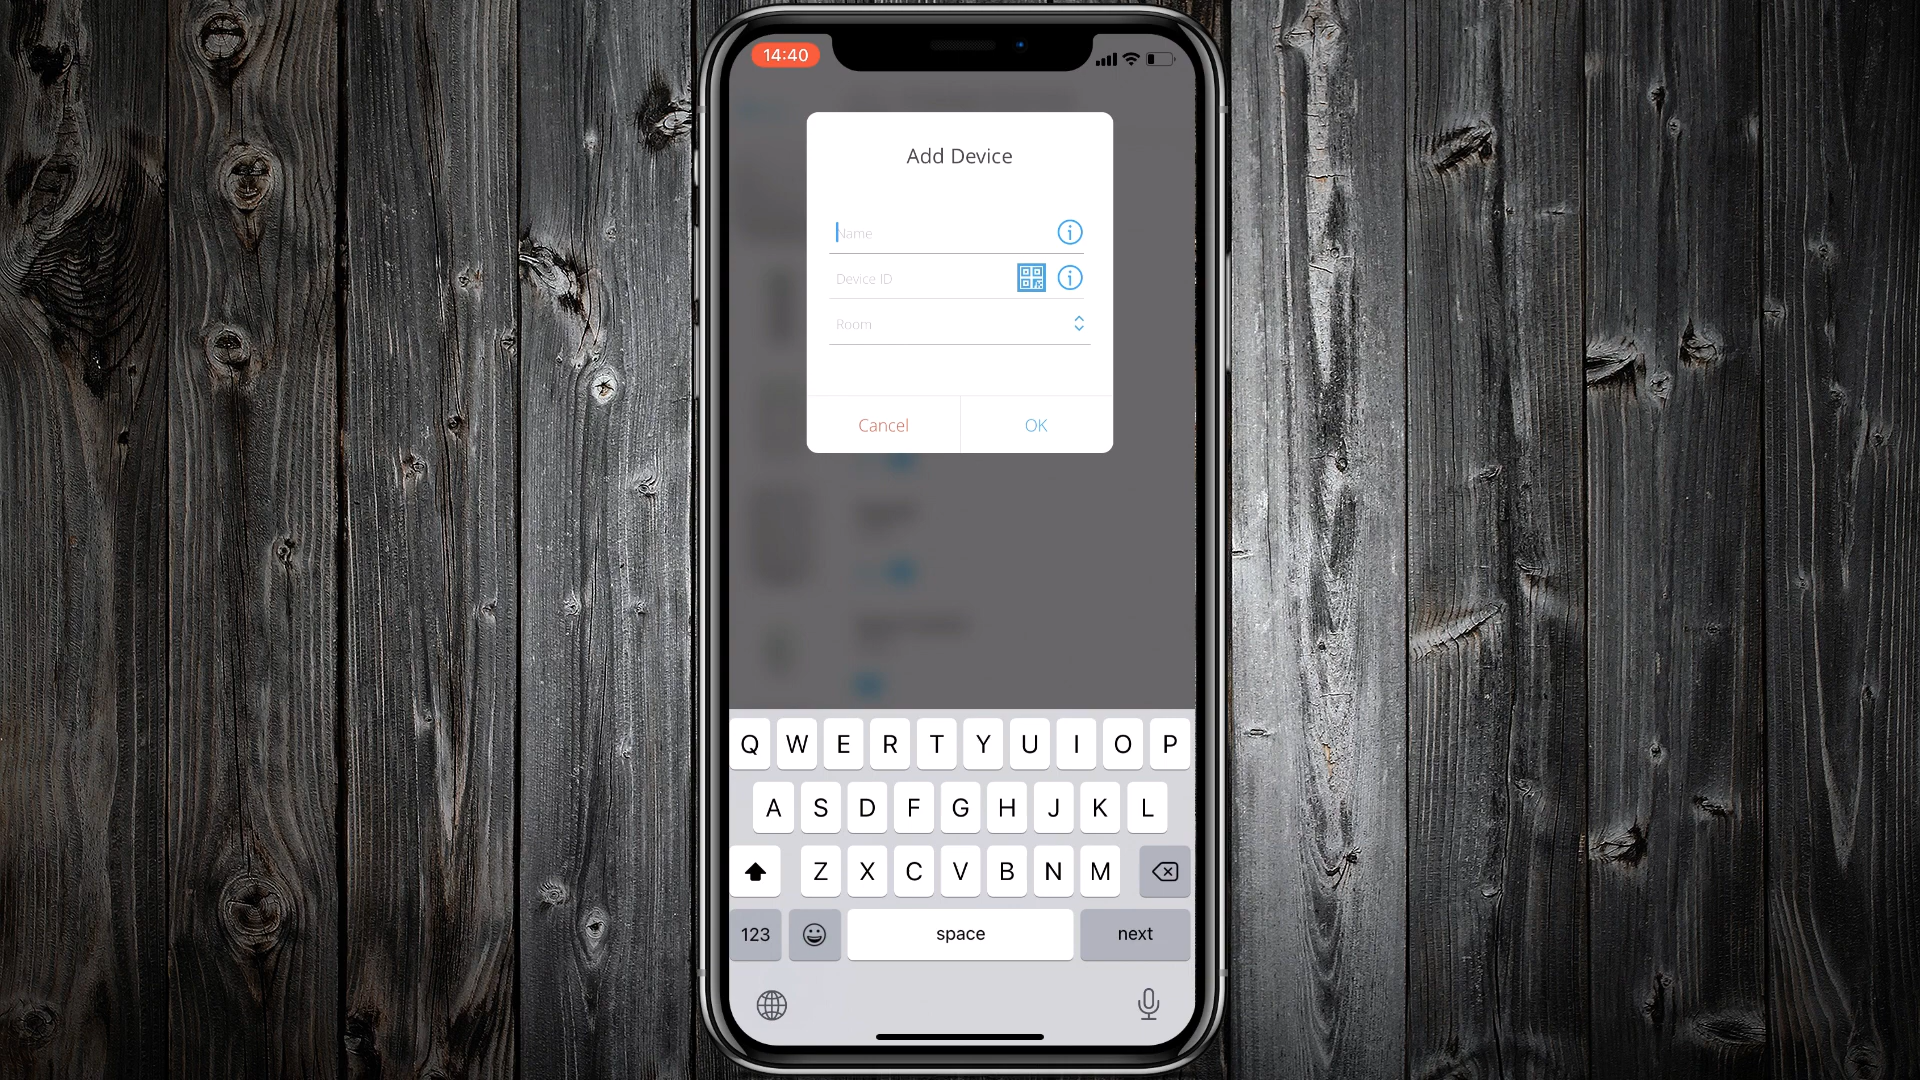 14:40
Add Device
Name
Device ID
Room
Cancel OK
Q W E R T Y U I O P
A S D F G H J K L
Z X C V B N M
123 space next